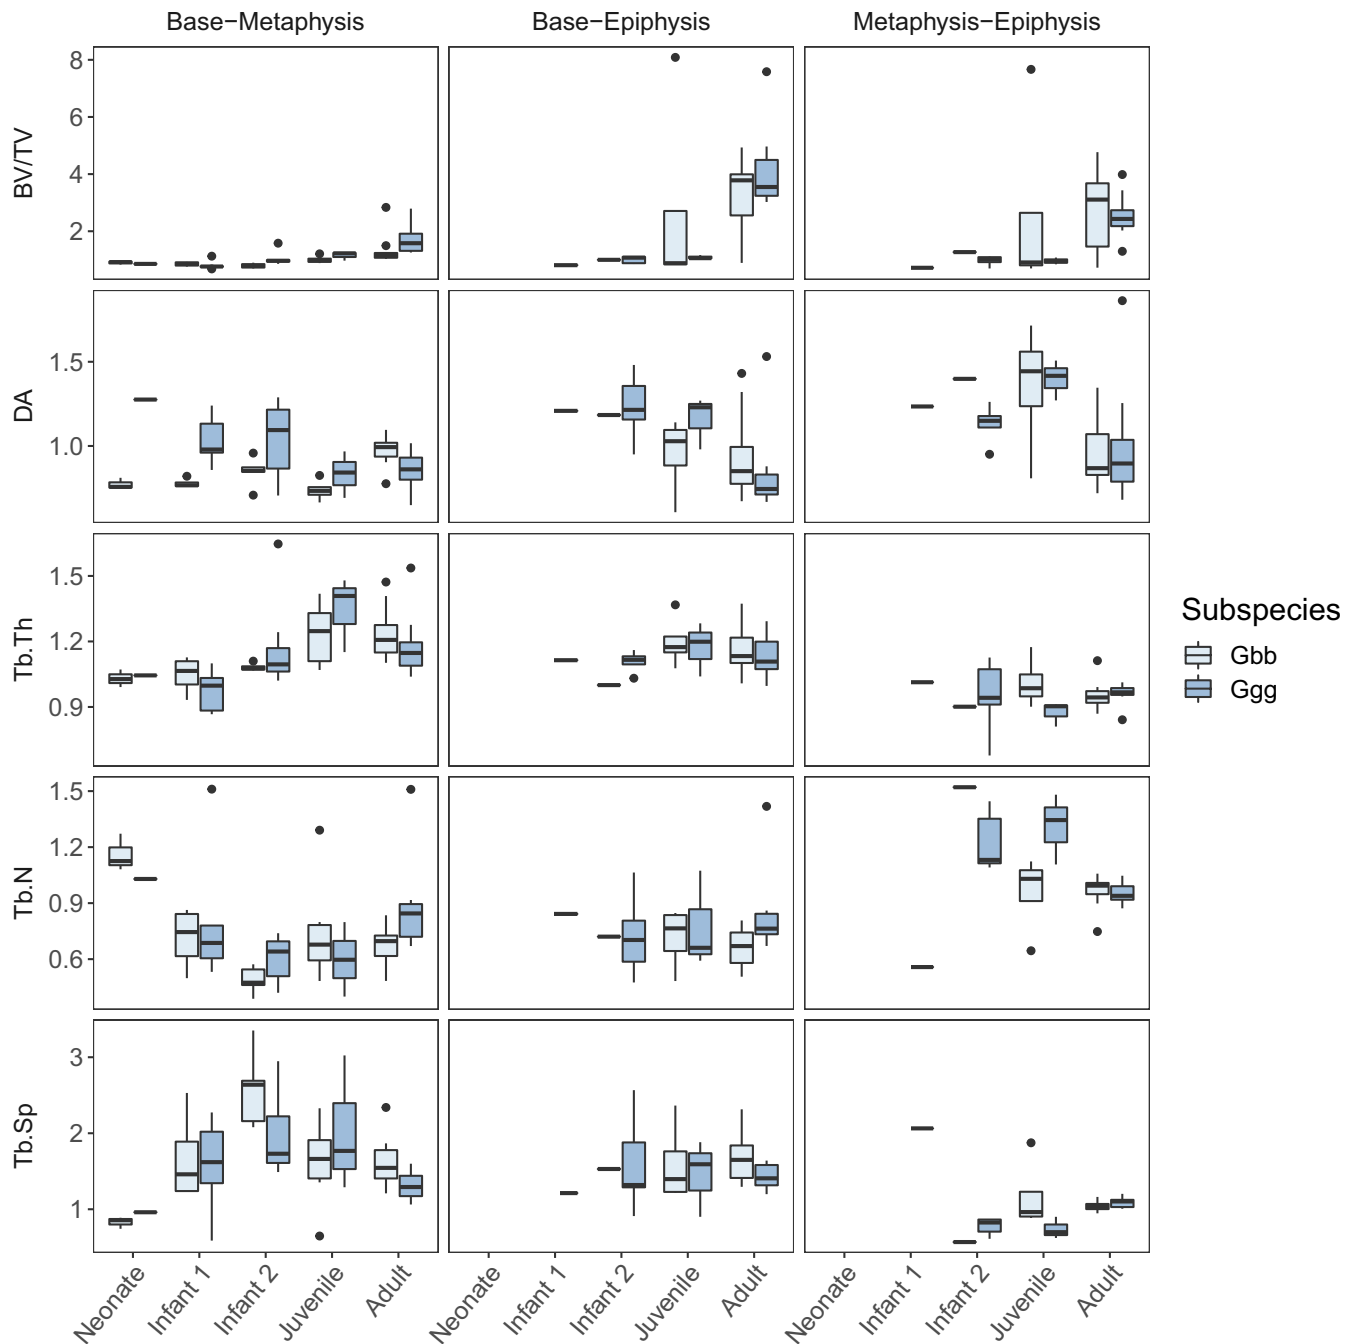 Base−Metaphysis
Base−Epiphysis
Metaphysis−Epiphysis
BV/TV
8
6
4
2
DA
1.5
1.0
Tb.Th
1.5
1.2
0.9
Tb.N
1.5
1.2
0.9
0.6
Tb.Sp
3
2
1
Neonate
Infant 1
Infant 2
Juvenile
Adult
Neonate
Infant 1
Infant 2
Juvenile
Adult
Neonate
Infant 1
Infant 2
Juvenile
Adult
Subspecies
Gbb
Ggg